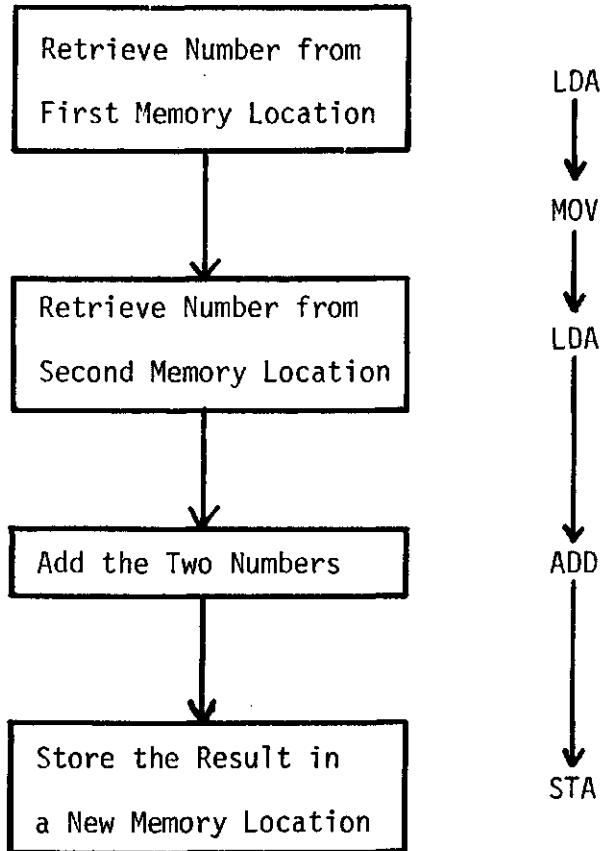 Retrieve Number from
First Memory Location
LDA
MOV
Retrieve Number from
Second Memory Location
LDA
Add the Two Numbers
ADD
Store the Result in
a New Memory Location
STA